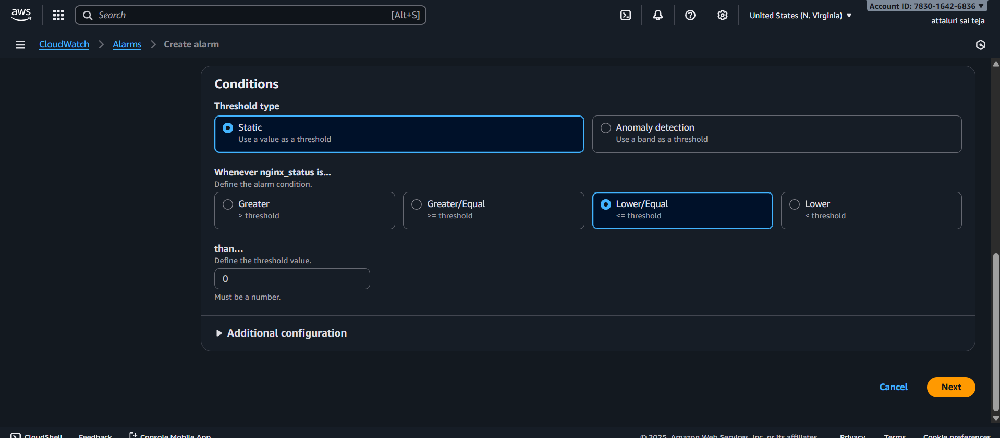 aws
Search [Alt+S]
United States (N. Virginia)
Account ID: 7830-1642-6836
attaluri sai teja
CloudWatch
Alarms
Create alarm
Conditions
Threshold type
Static
Use a value as a threshold
Anomaly detection
Use a band as a threshold
Whenever nginx_status is...
Define the alarm condition.
Greater
> threshold
Greater/Equal
>= threshold
Lower/Equal
<= threshold
Lower
< threshold
than...
Define the threshold value.
0
Must be a number.
Additional configuration
Cancel
Next
CloudShell Feedback Console Mobile App © 2025, Amazon Web Services, Inc. or its affiliates. Privacy Terms Cookie preferences